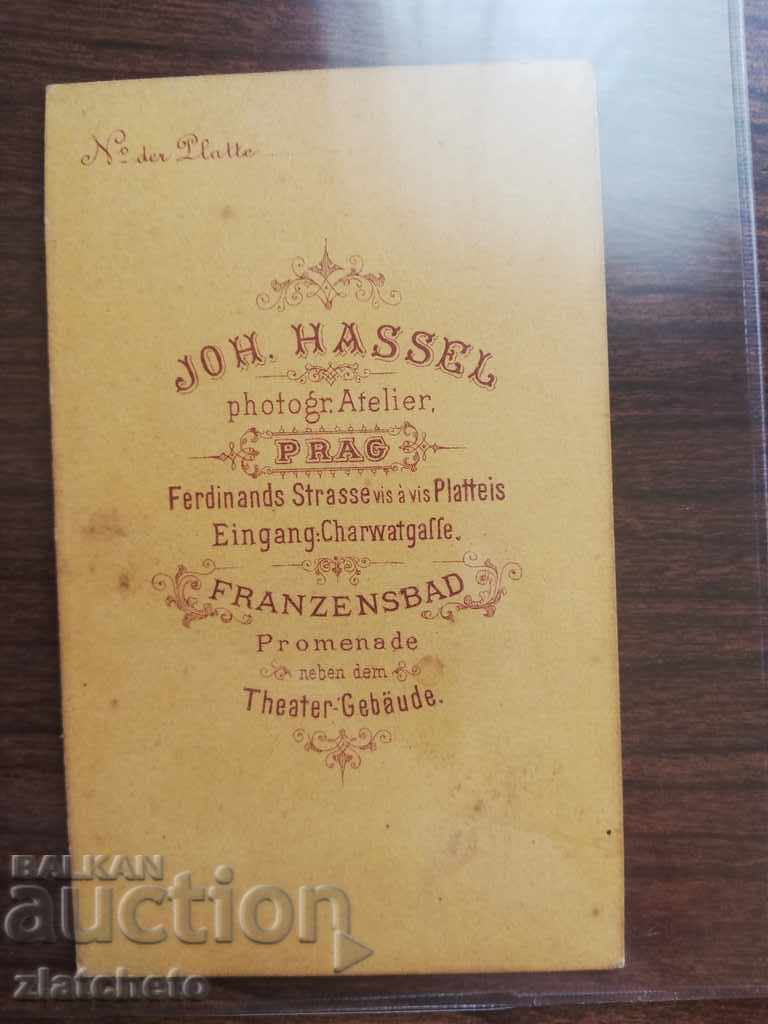 No der Platte
JOH. HASSEL
photogr. Atelier,
PRAG
Ferdinands Strasse vis à vis Platteis
Eingang: Charwatgaſse.
FRANZENSBAD
Promenade
neben dem
Theater-Gebäude.
BALKAN
auction
zlatcheto